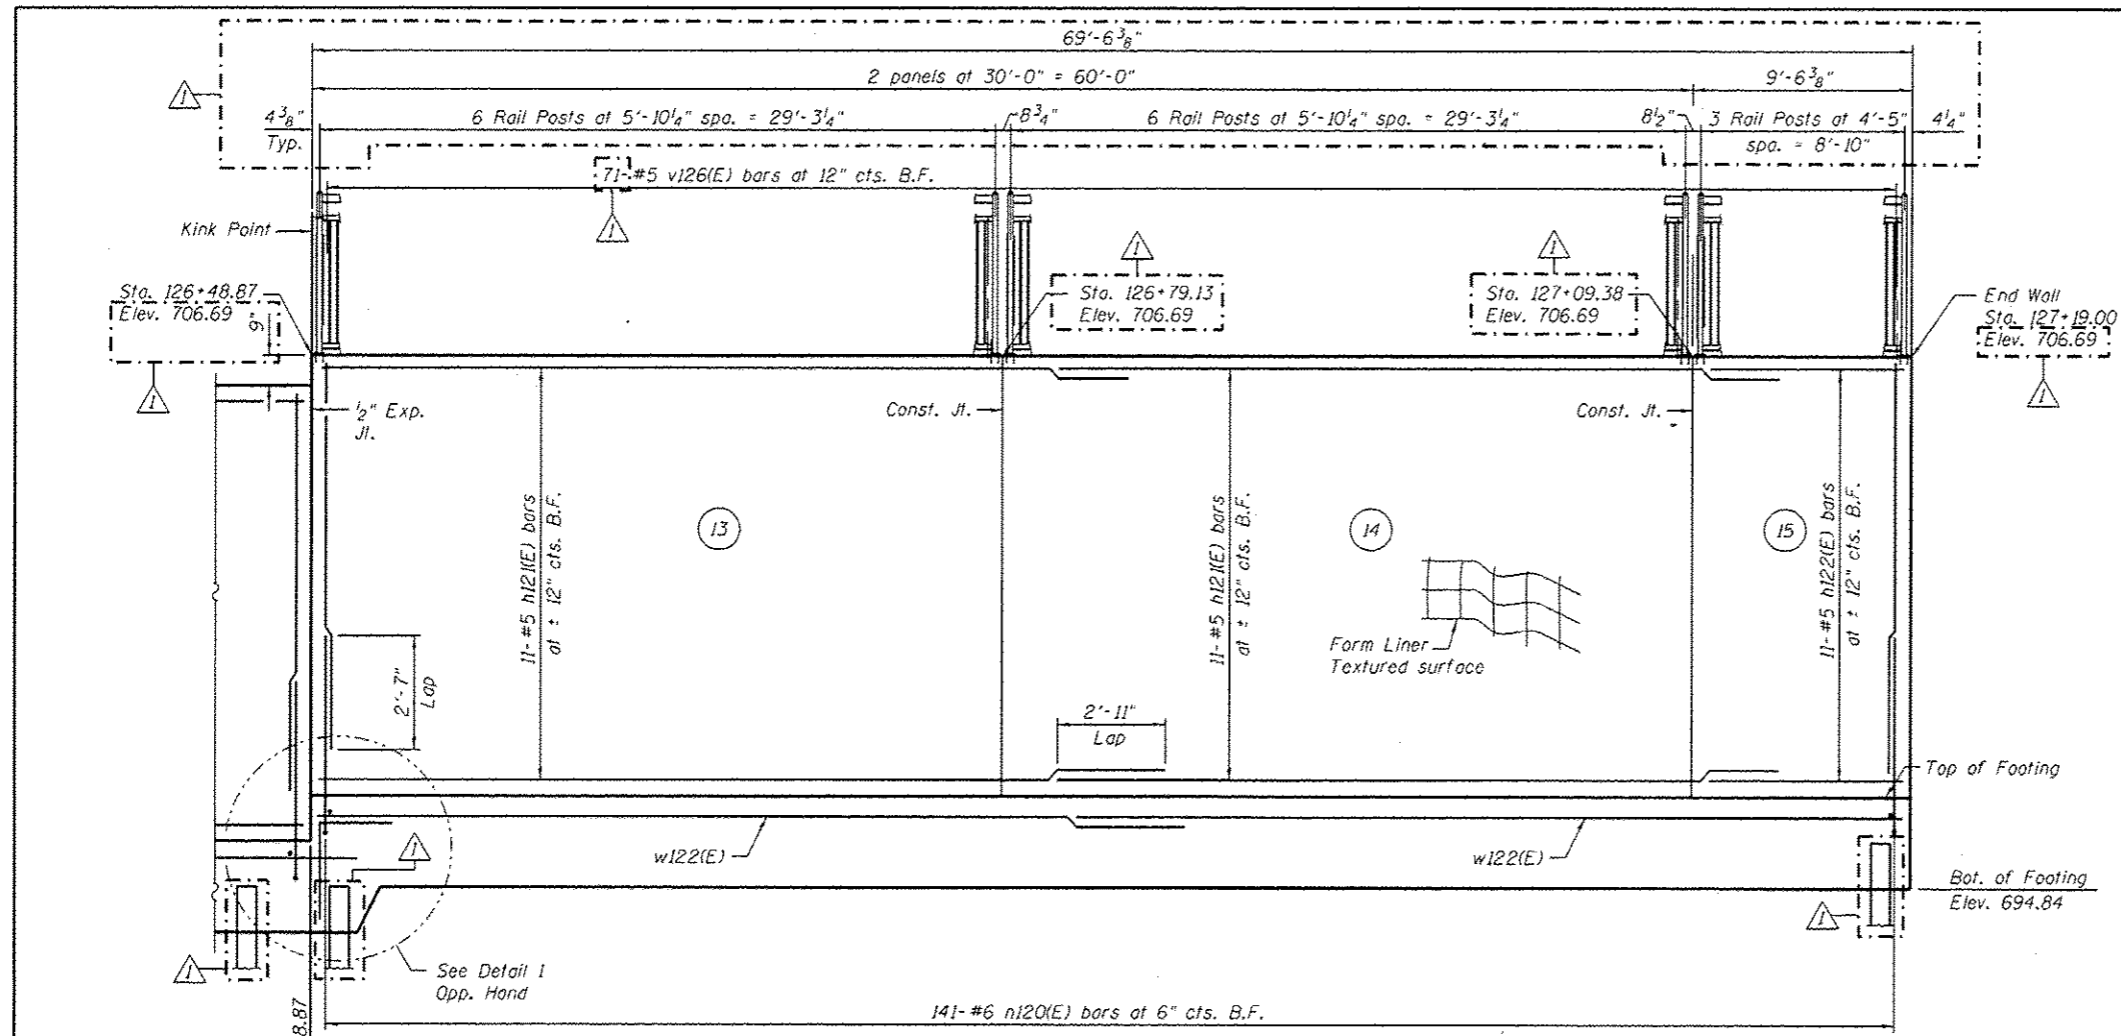 69'-6 3/8"
2 panels at 30'-0" = 60'-0"
9'-6 3/8"
1
4 3/8"
Typ.
6 Rail Posts at 5'-10 1/4" spa. = 29'-3 1/4"
8 3/4"
6 Rail Posts at 5'-10 1/4" spa. = 29'-3 1/4"
8 1/2"
3 Rail Posts at 4'-5"
spa. = 8'-10"
4 1/4"
71-#5 v126(E) bars at 12" cts. B.F.
1
Kink Point
1
1
Sta. 126+48.87
Elev. 706.69
9"
1
Sta. 126+79.13
Elev. 706.69
Sta. 127+09.38
Elev. 706.69
End Wall
Sta. 127+19.00
Elev. 706.69
1
1/2" Exp.
Jt.
Const. Jt.
Const. Jt.
11-#5 h121(E) bars
at ± 12" cts. B.F.
13
11-#5 h121(E) bars
at ± 12" cts. B.F.
14
15
11-#5 h122(E) bars
at ± 12" cts. B.F.
Form Liner
Textured surface
2'-7"
Lap
2'-11"
Lap
Top of Footing
w122(E)
w122(E)
1
Bot. of Footing
Elev. 694.84
1
1
See Detail 1
Opp. Hand
8.87
141-#6 n120(E) bars at 6" cts. B.F.